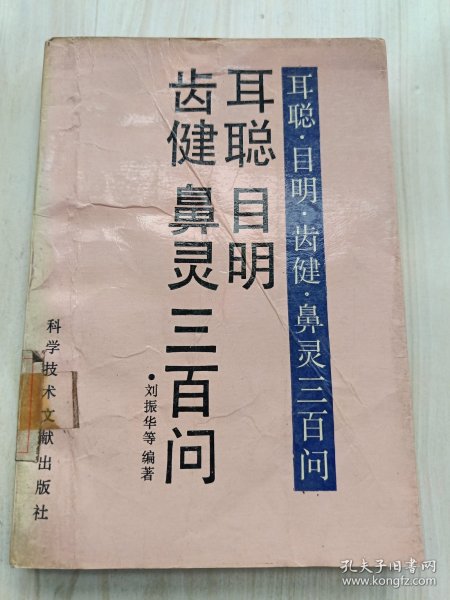 耳聪·目明·齿健·鼻灵三百问
耳聪 目明
齿健 鼻灵三百问
·刘振华等 编著
科学技术文献出版社
孔夫子旧书网
www.kongfz.com